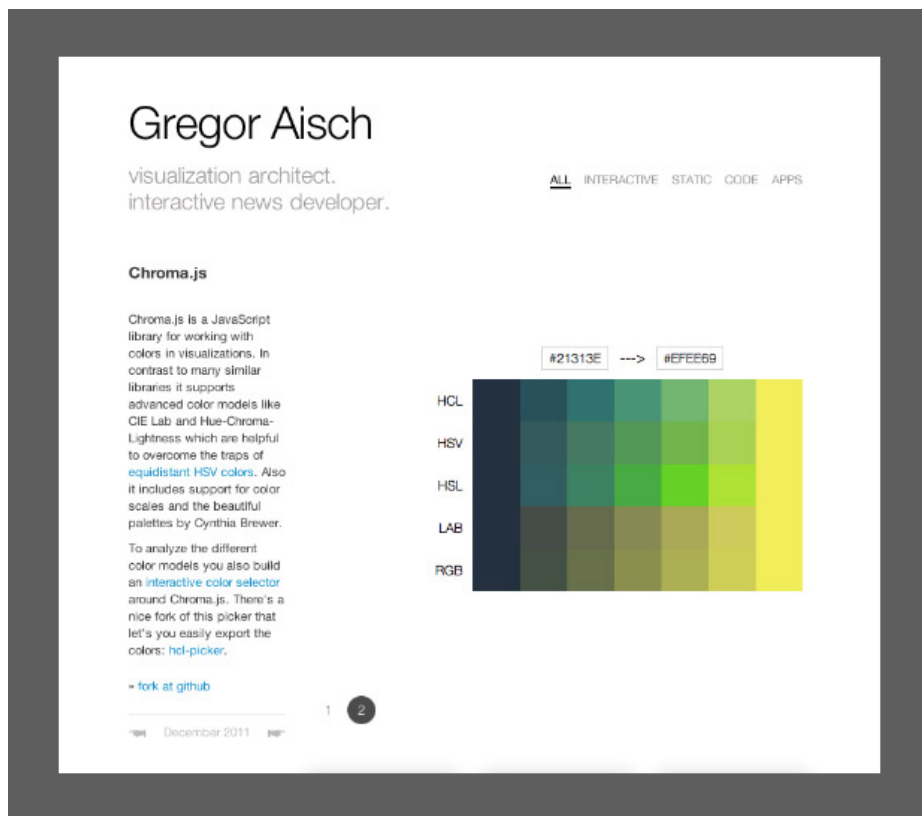 Gregor Aisch
visualization architect.
interactive news developer.
ALL INTERACTIVE STATIC CODE APPS
Chroma.js
Chroma.js is a JavaScript
library for working with
colors in visualizations. In
contrast to many similar
libraries it supports
advanced color models like
CIE Lab and Hue-Chroma-
Lightness which are helpful
to overcome the traps of
equidistant HSV colors. Also
it includes support for color
scales and the beautiful
palettes by Cynthia Brewer.
To analyze the different
color models you also build
an interactive color selector
around Chroma.js. There's a
nice fork of this picker that
let's you easily export the
colors: hcl-picker.
» fork at github
December 2011
#21313E ---> #EFEE69
HCL
HSV
HSL
LAB
RGB
1 2